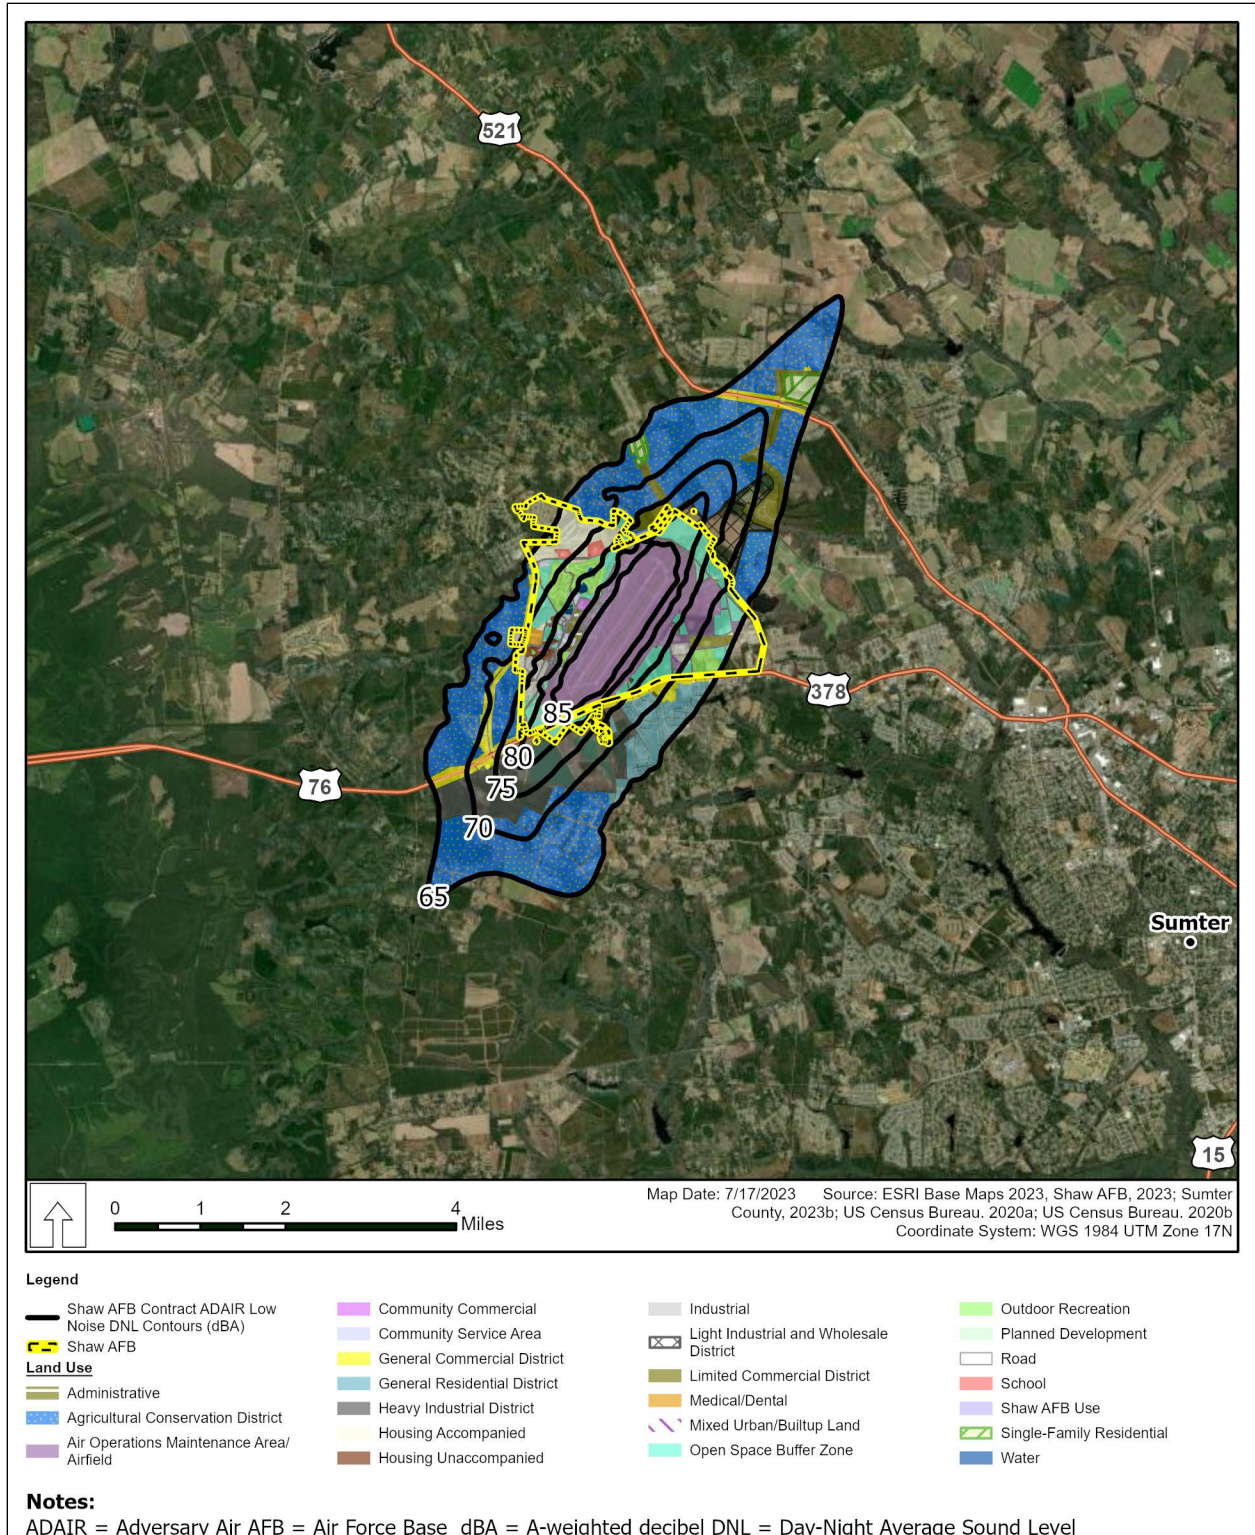 521
378
76
85
80
75
70
65
Sumter
15
0 1 2 4
Miles
Map Date: 7/17/2023 Source: ESRI Base Maps 2023, Shaw AFB, 2023; Sumter
County, 2023b; US Census Bureau. 2020a; US Census Bureau. 2020b
Coordinate System: WGS 1984 UTM Zone 17N
Legend
Shaw AFB Contract ADAIR Low
Noise DNL Contours (dBA)
Shaw AFB
Land Use
Administrative
Agricultural Conservation District
Air Operations Maintenance Area/
Airfield
Community Commercial
Community Service Area
General Commercial District
General Residential District
Heavy Industrial District
Housing Accompanied
Housing Unaccompanied
Industrial
Light Industrial and Wholesale
District
Limited Commercial District
Medical/Dental
Mixed Urban/Builtup Land
Open Space Buffer Zone
Outdoor Recreation
Planned Development
Road
School
Shaw AFB Use
Single-Family Residential
Water
Notes:
ADAIR = Adversary Air AFB = Air Force Base dBA = A-weighted decibel DNL = Day-Night Average Sound Level